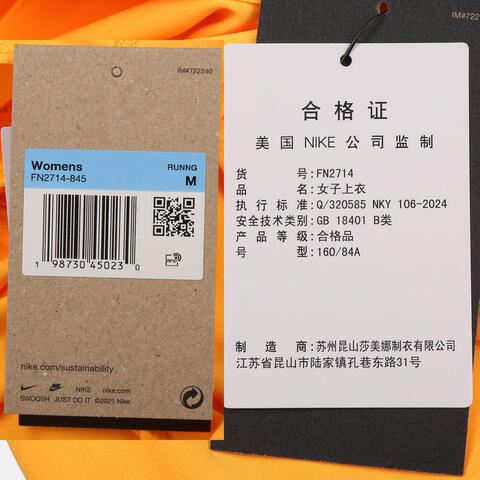 IM#722240
Womens
RUNNG
FN2714-845
M
1 98730 45023 0
RFID
Nike.com/sustainability
NIKE nike.com
SWOOSH JUST DO IT ©2021 Nike
合格证
美国 NIKE 公司监制
货 号:FN2714
品 名:女子上衣
执行标准:Q/320585 NKY 106-2024
安全技术类别:GB 18401 B类
产品等级:合格品
号 型:160/84A
制造商:苏州昆山莎美娜制衣有限公司
江苏省昆山市陆家镇孔巷东路31号